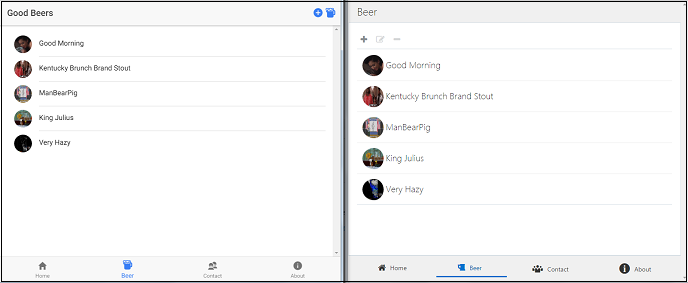 Good Beers
Good Morning
Kentucky Brunch Brand Stout
ManBearPig
King Julius
Very Hazy
Home
Beer
Contact
About
Beer
Good Morning
Kentucky Brunch Brand Stout
ManBearPig
King Julius
Very Hazy
Home
Beer
Contact
About